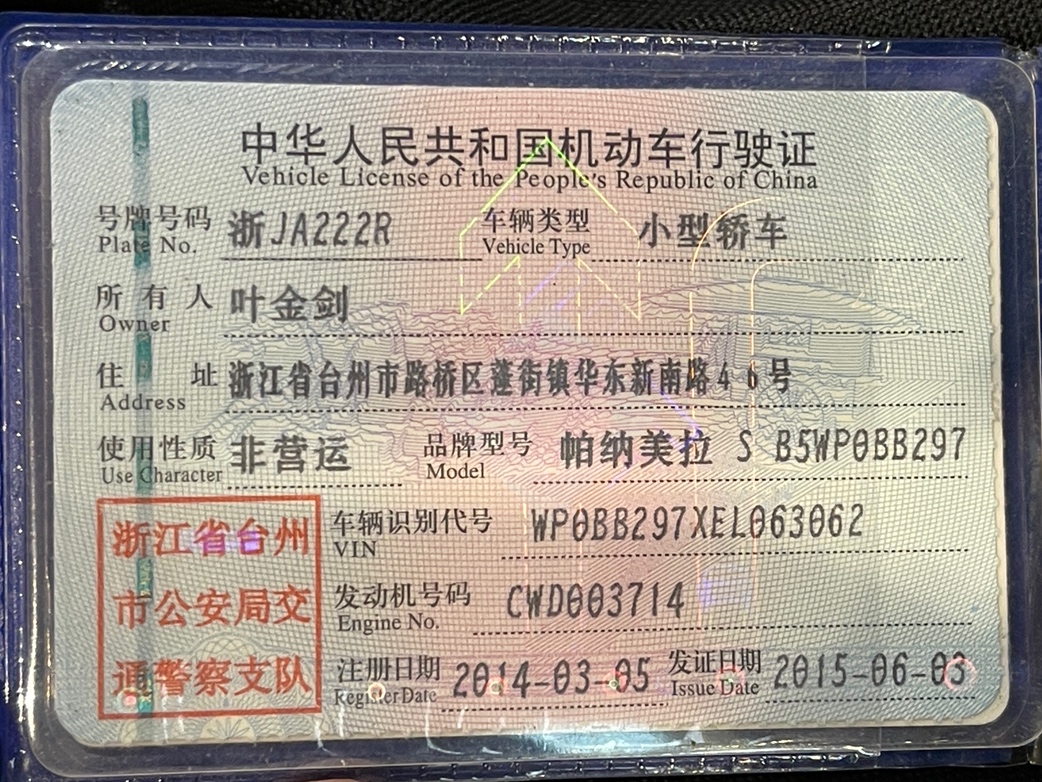 中华人民共和国机动车行驶证
Vehicle License of the People's Republic of China
号牌号码 浙JA222R 车辆类型 小型轿车
Plate No. Vehicle Type
所有人 叶金剑
Owner
住址 浙江省台州市路桥区蓬街镇华东新南路46号
Address
使用性质 非营运 品牌型号 帕纳美拉 S B5WP0BB297
Use Character Model
浙江省台州
市公安局交
通警察支队
车辆识别代号 WP0BB297XEL063062
VIN
发动机号码 CWD003714
Engine No.
注册日期 2014-03-05 发证日期 2015-06-03
Register Date Issue Date